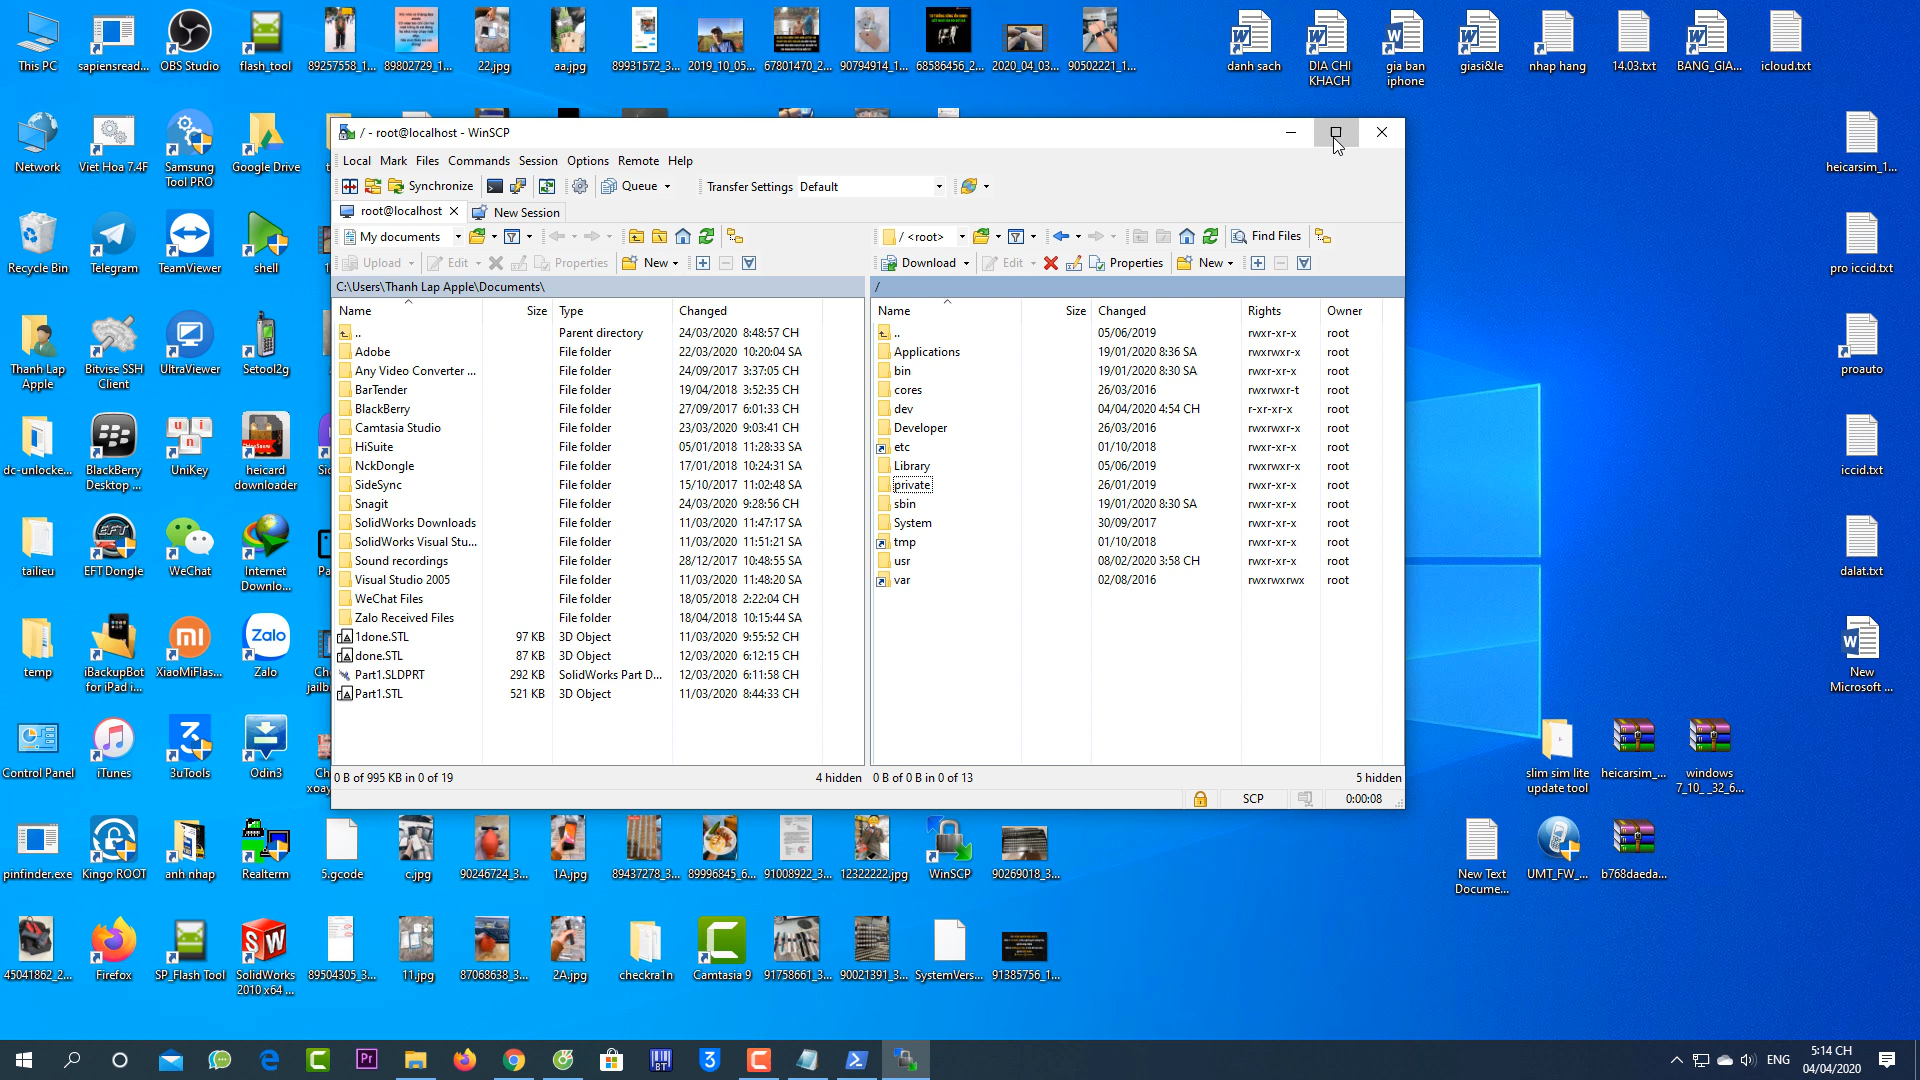 This PC
sapiensread...
OBS Studio
flash_tool
89257558_1...
89802729_1...
22.jpg
aa.jpg
89931572_3...
2019_10_05...
67801470_2...
90794914_1...
68586456_2...
2020_04_03...
90502221_1...
danh sach
DIA CHI KHACH
gia ban iphone
giasi&le
nhap hang
14.03.txt
BANG_GIA...
icloud.txt
Network
Viet Hoa 7.4F
Samsung Tool PRO
Google Drive
heicarsim_1...
Recycle Bin
Telegram
TeamViewer
shell
pro iccid.txt
Thanh Lap Apple
Bitvise SSH Client
UltraViewer
Setool2g
proauto
dc-unlocke...
BlackBerry Desktop ...
UniKey
heicard downloader
iccid.txt
tailieu
EFT Dongle
WeChat
Internet Downlo...
dalat.txt
temp
iBackupBot for iPad i...
XiaoMiFlas...
Zalo
New Microsoft ...
Control Panel
iTunes
3uTools
Odin3
slim sim lite update tool
heicarsim_...
windows 7_10_ _32_6...
/ - root@localhost - WinSCP
Local Mark Files Commands Session Options Remote Help
Synchronize Queue Transfer Settings Default
root@localhost New Session
My documents
/ <root> Find Files
Upload Edit Properties New
Download Edit Properties New
C:\Users\Thanh Lap Apple\Documents\
Name Size Type Changed
.. Parent directory 24/03/2020 8:48:57 CH
Adobe File folder 22/03/2020 10:20:04 SA
Any Video Converter ... File folder 24/09/2017 3:37:05 CH
BarTender File folder 19/04/2018 3:52:35 CH
BlackBerry File folder 27/09/2017 6:01:33 CH
Camtasia Studio File folder 23/03/2020 9:03:41 CH
HiSuite File folder 05/01/2018 11:28:33 SA
NckDongle File folder 17/01/2018 10:24:31 SA
SideSync File folder 15/10/2017 11:02:48 SA
Snagit File folder 24/03/2020 9:28:56 CH
SolidWorks Downloads File folder 11/03/2020 11:47:17 SA
SolidWorks Visual Stu... File folder 11/03/2020 11:51:21 SA
Sound recordings File folder 28/12/2017 10:48:55 SA
Visual Studio 2005 File folder 11/03/2020 11:48:20 SA
WeChat Files File folder 18/05/2018 2:22:04 CH
Zalo Received Files File folder 18/04/2018 10:15:44 SA
1done.STL 97 KB 3D Object 11/03/2020 9:55:52 CH
done.STL 87 KB 3D Object 12/03/2020 6:12:15 CH
Part1.SLDPRT 292 KB SolidWorks Part D... 12/03/2020 6:11:58 CH
Part1.STL 521 KB 3D Object 11/03/2020 8:44:33 CH
0 B of 995 KB in 0 of 19 4 hidden
/
Name Size Changed Rights Owner
.. 05/06/2019 rwxr-xr-x root
Applications 19/01/2020 8:36 SA rwxrwxr-x root
bin 19/01/2020 8:30 SA rwxr-xr-x root
cores 26/03/2016 rwxrwxr-t root
dev 04/04/2020 4:54 CH r-xr-xr-x root
Developer 26/03/2016 rwxrwxr-x root
etc 01/10/2018 rwxr-xr-x root
Library 05/06/2019 rwxrwxr-x root
private 26/01/2019 rwxr-xr-x root
sbin 19/01/2020 8:30 SA rwxr-xr-x root
System 30/09/2017 rwxr-xr-x root
tmp 01/10/2018 rwxr-xr-x root
usr 08/02/2020 3:58 CH rwxr-xr-x root
var 02/08/2016 rwxrwxrwx root
0 B of 0 B in 0 of 13 5 hidden
SCP 0:00:08
pinfinder.exe
Kingo ROOT
anh nhap
Realterm
5.gcode
c.jpg
90246724_3...
1A.jpg
89437278_3...
89996845_6...
91008922_3...
12322222.jpg
WinSCP
90269018_3...
New Text Docume...
UMT_FW_...
b768daeda...
45041862_2...
Firefox
SP_Flash Tool
SolidWorks 2010 x64 ...
89504305_3...
11.jpg
87068638_3...
2A.jpg
checkra1n
Camtasia 9
91758661_3...
90021391_3...
SystemVers...
91385756_1...
ENG
5:14 CH
04/04/2020